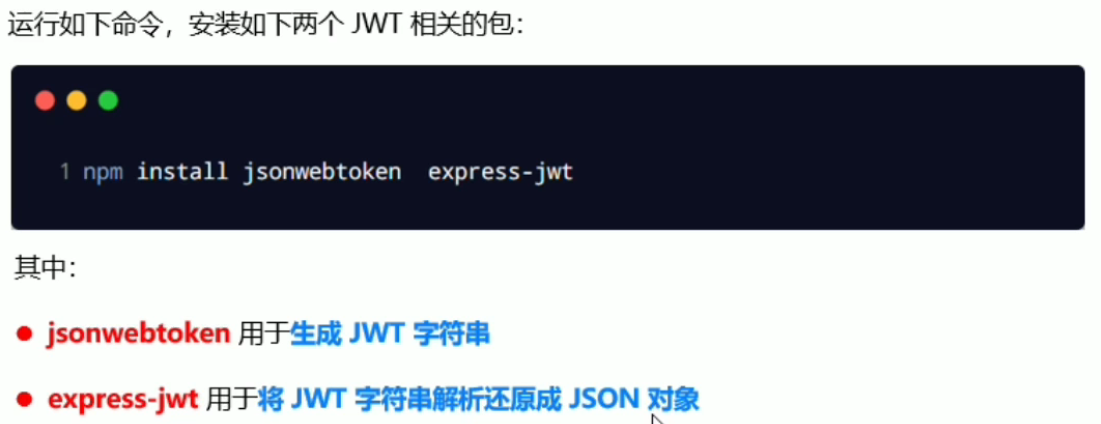 运行如下命令，安装如下两个 JWT 相关的包：
1 npm install jsonwebtoken  express-jwt
其中：
● jsonwebtoken 用于生成 JWT 字符串
● express-jwt 用于将 JWT 字符串解析还原成 JSON 对象